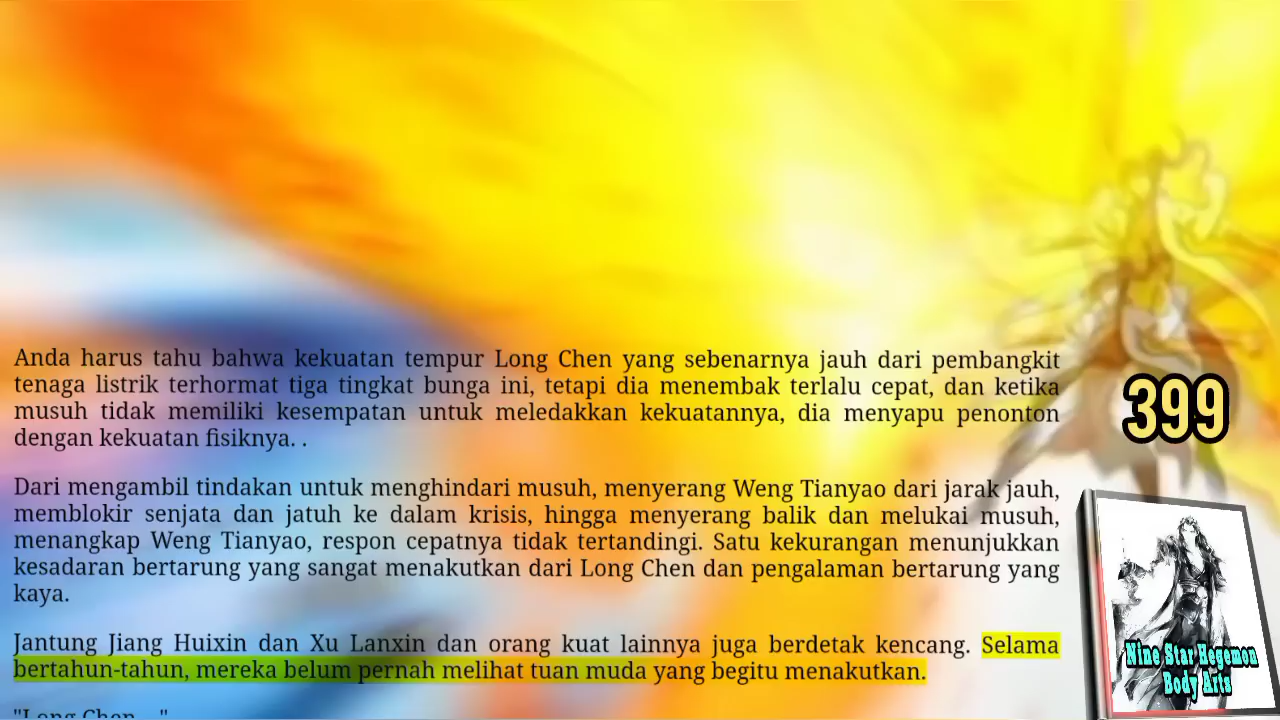 Anda harus tahu bahwa kekuatan tempur Long Chen yang sebenarnya jauh dari pembangkit
tenaga listrik terhormat tiga tingkat bunga ini, tetapi dia menembak terlalu cepat, dan ketika
musuh tidak memiliki kesempatan untuk meledakkan kekuatannya, dia menyapu penonton
dengan kekuatan fisiknya. .
Dari mengambil tindakan untuk menghindari musuh, menyerang Weng Tianyao dari jarak jauh,
memblokir senjata dan jatuh ke dalam krisis, hingga menyerang balik dan melukai musuh,
menangkap Weng Tianyao, respon cepatnya tidak tertandingi. Satu kekurangan menunjukkan
kesadaran bertarung yang sangat menakutkan dari Long Chen dan pengalaman bertarung yang
kaya.
Jantung Jiang Huixin dan Xu Lanxin dan orang kuat lainnya juga berdetak kencang. Selama
bertahun-tahun, mereka belum pernah melihat tuan muda yang begitu menakutkan.
"Long Chen..."
399
Nine Star Hegemon
Body Arts